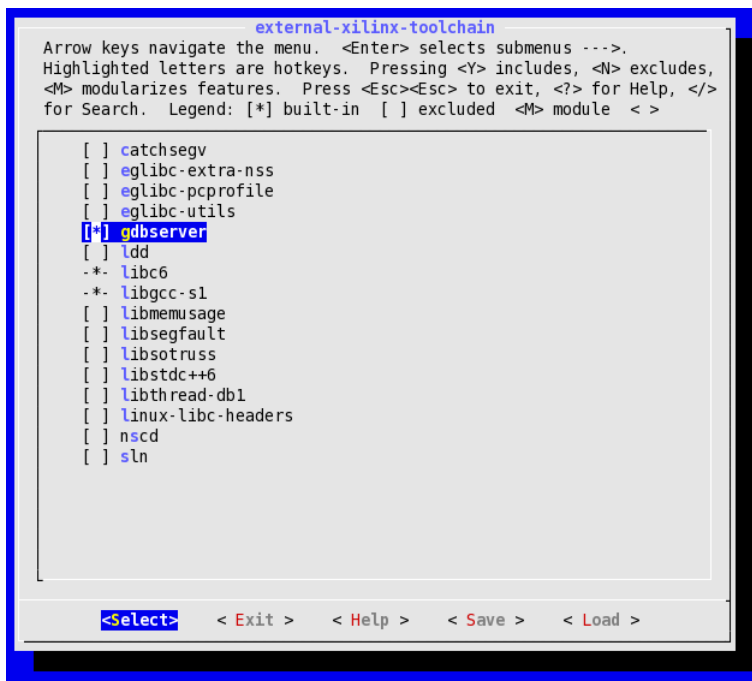 external-xilinx-toolchain
Arrow keys navigate the menu.  <Enter> selects submenus --->.
Highlighted letters are hotkeys.  Pressing <Y> includes, <N> excludes,
<M> modularizes features.  Press <Esc><Esc> to exit, <?> for Help, </>
for Search.  Legend: [*] built-in  [ ] excluded  <M> module  < >
[ ] catchsegv
[ ] eglibc-extra-nss
[ ] eglibc-pcprofile
[ ] eglibc-utils
[*] gdbserver
[ ] ldd
-*- libc6
-*- libgcc-s1
[ ] libmemusage
[ ] libsegfault
[ ] libsotruss
[ ] libstdc++6
[ ] libthread-db1
[ ] linux-libc-headers
[ ] nscd
[ ] sln
<Select>    < Exit >    < Help >    < Save >    < Load >